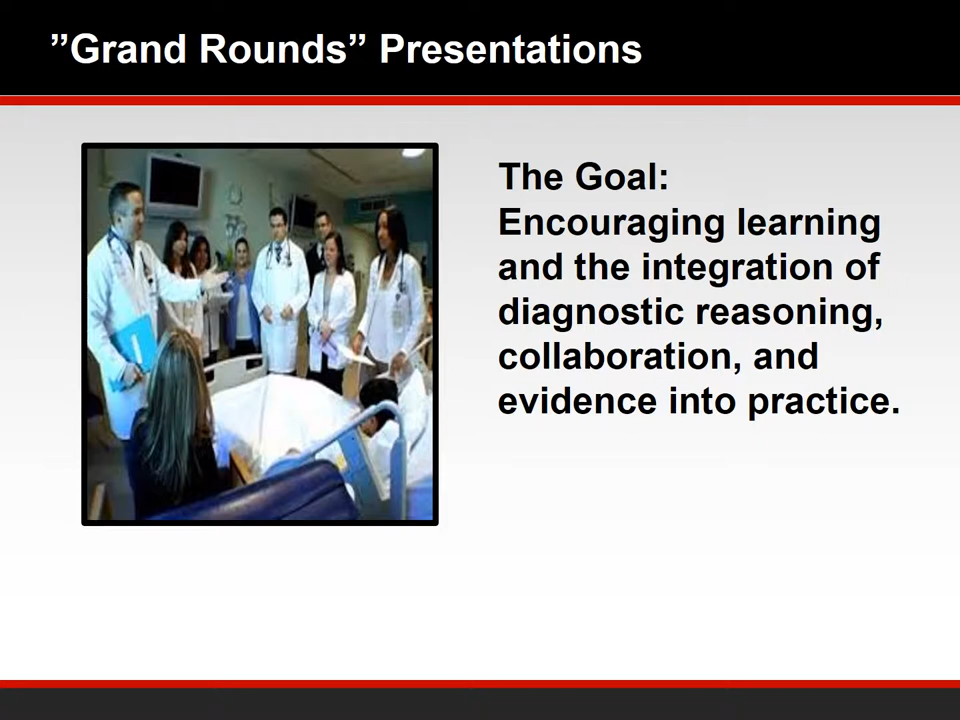 ”Grand Rounds” Presentations
The Goal:
Encouraging learning
and the integration of
diagnostic reasoning,
collaboration, and
evidence into practice.